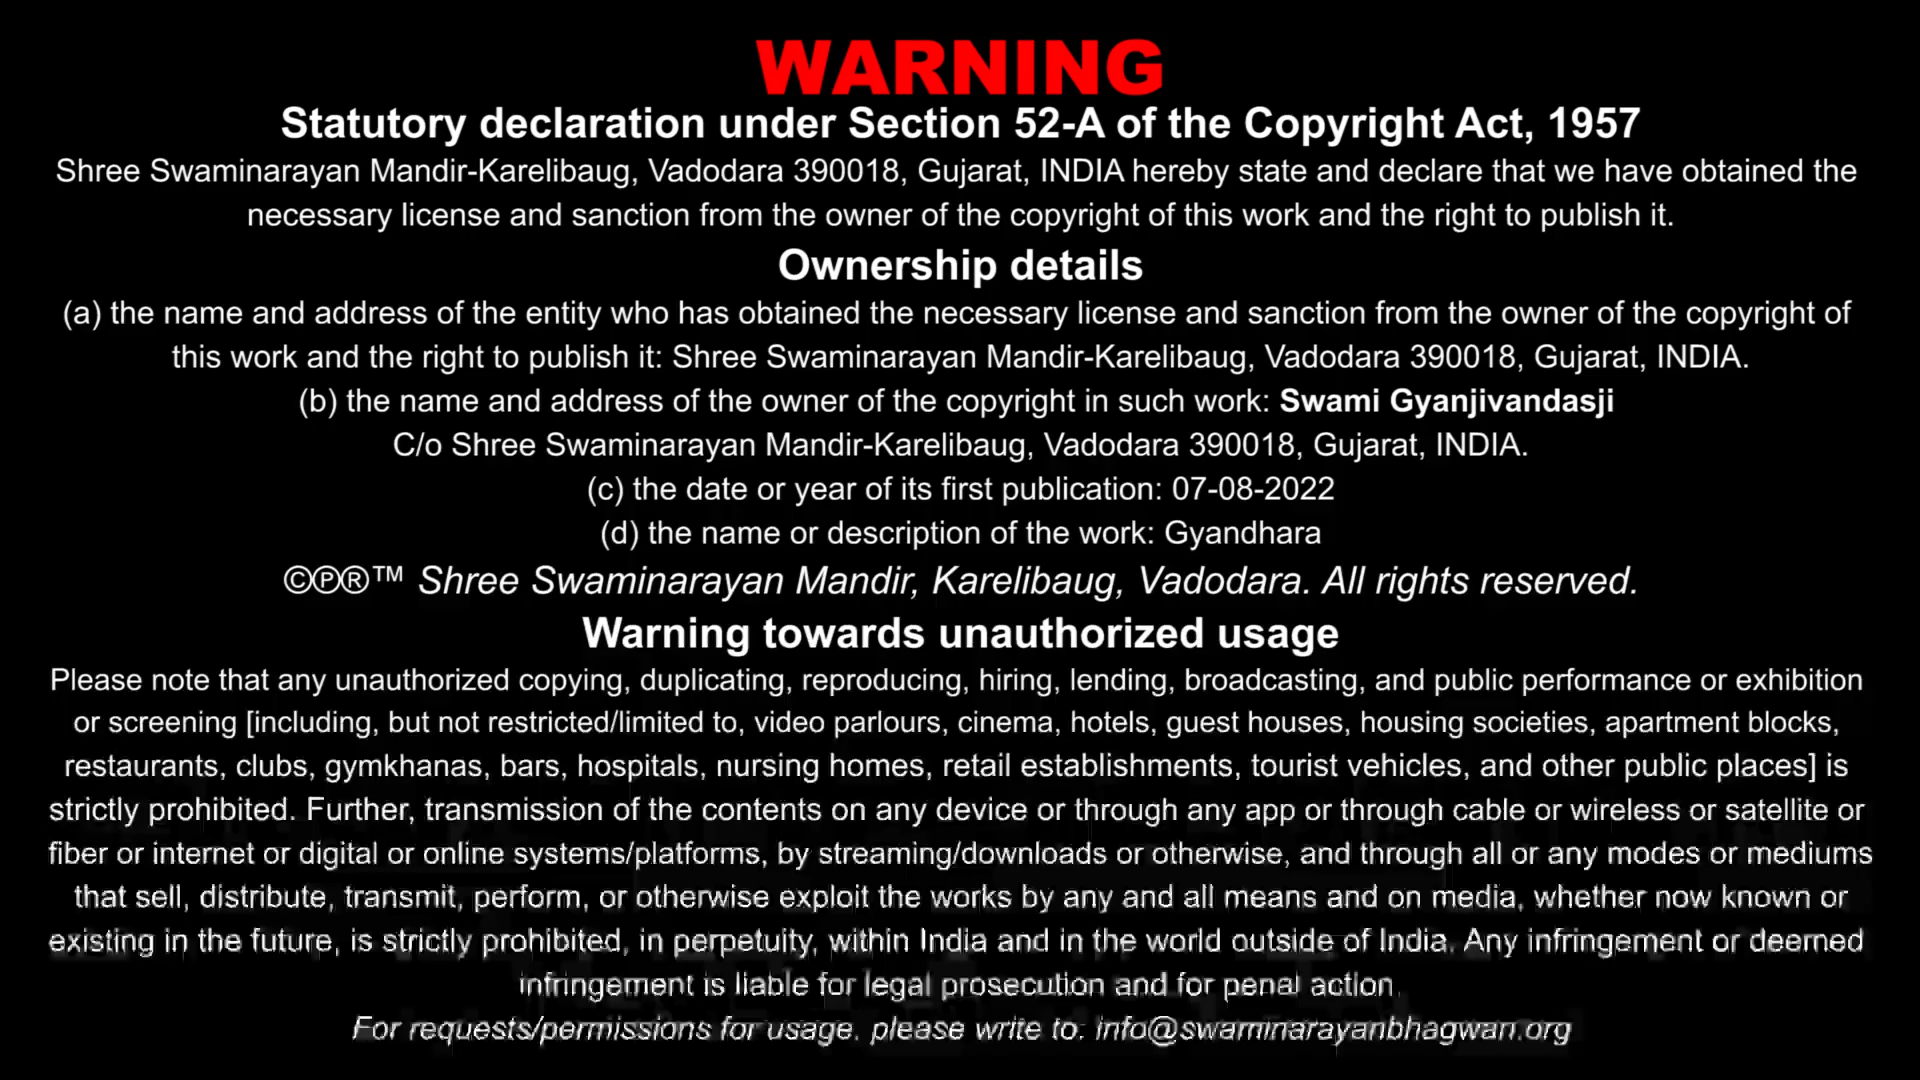 WARNING
Statutory declaration under Section 52-A of the Copyright Act, 1957
Shree Swaminarayan Mandir-Karelibaug, Vadodara 390018, Gujarat, INDIA hereby state and declare that we have obtained the
necessary license and sanction from the owner of the copyright of this work and the right to publish it.
Ownership details
(a) the name and address of the entity who has obtained the necessary license and sanction from the owner of the copyright of
this work and the right to publish it: Shree Swaminarayan Mandir-Karelibaug, Vadodara 390018, Gujarat, INDIA.
(b) the name and address of the owner of the copyright in such work: Swami Gyanjivandasji
C/o Shree Swaminarayan Mandir-Karelibaug, Vadodara 390018, Gujarat, INDIA.
(c) the date or year of its first publication: 07-08-2022
(d) the name or description of the work: Gyandhara
©℗®™ Shree Swaminarayan Mandir, Karelibaug, Vadodara. All rights reserved.
Warning towards unauthorized usage
Please note that any unauthorized copying, duplicating, reproducing, hiring, lending, broadcasting, and public performance or exhibition
or screening [including, but not restricted/limited to, video parlours, cinema, hotels, guest houses, housing societies, apartment blocks,
restaurants, clubs, gymkhanas, bars, hospitals, nursing homes, retail establishments, tourist vehicles, and other public places] is
strictly prohibited. Further, transmission of the contents on any device or through any app or through cable or wireless or satellite or
fiber or internet or digital or online systems/platforms, by streaming/downloads or otherwise, and through all or any modes or mediums
that sell, distribute, transmit, perform, or otherwise exploit the works by any and all means and on media, whether now known or
existing in the future, is strictly prohibited, in perpetuity, within India and in the world outside of India. Any infringement or deemed
infringement is liable for legal prosecution and for penal action.
For requests/permissions for usage, please write to: info@swaminarayanbhagwan.org